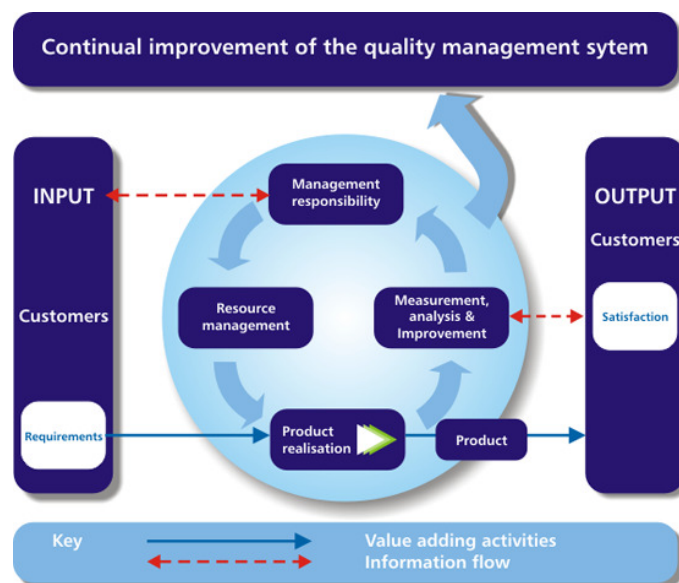 Continual improvement of the quality management sytem
INPUT
Customers
Requirements
Management
responsibility
Resource
management
Measurement,
analysis &
Improvement
Product
realisation
Product
OUTPUT
Customers
Satisfaction
Key
Value adding activities
Information flow